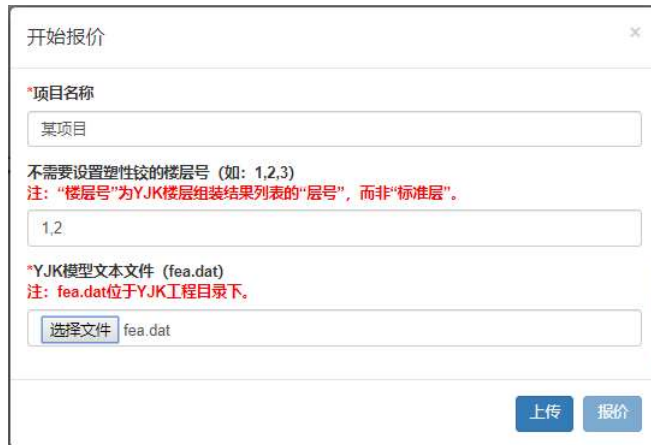 开始报价
×
*项目名称
某项目
不需要设置塑性铰的楼层号（如：1,2,3）
注：“楼层号”为YJK楼层组装结果列表的“层号”，而非“标准层”。
1,2
*YJK模型文本文件（fea.dat）
注：fea.dat位于YJK工程目录下。
选择文件 fea.dat
上传 报价